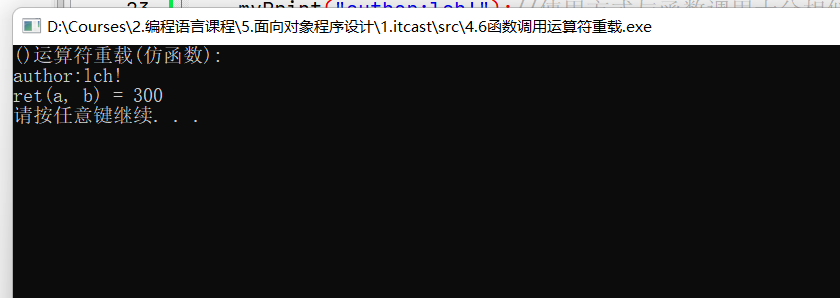 23 myPrint("author:lch!");//使用方式与函数调用十分相似
D:\Courses\2.编程语言课程\5.面向对象程序设计\1.itcast\src\4.6函数调用运算符重载.exe
()运算符重载(仿函数):
author:lch!
ret(a, b) = 300
请按任意键继续. . .